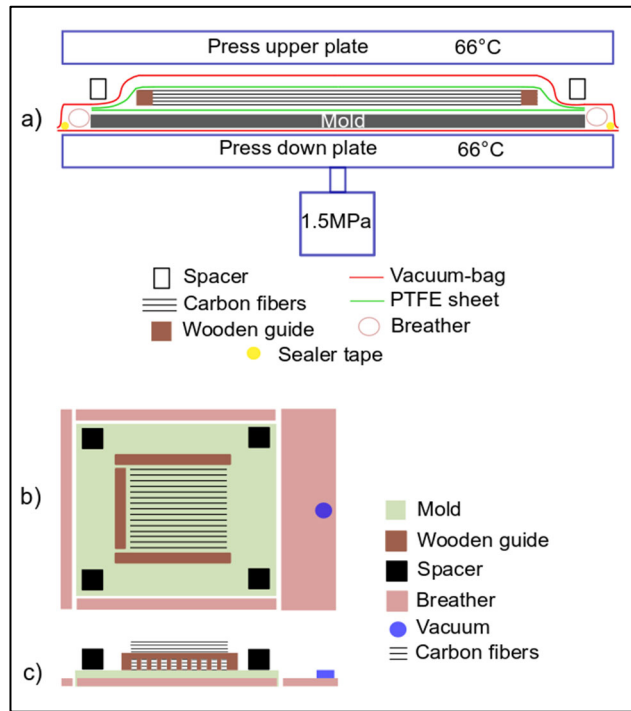 Press upper plate 66°C
a)
Mold
Press down plate 66°C
1.5MPa
Spacer
Vacuum-bag
Carbon fibers
PTFE sheet
Wooden guide
Breather
Sealer tape
b)
Mold
Wooden guide
Spacer
Breather
Vacuum
Carbon fibers
c)